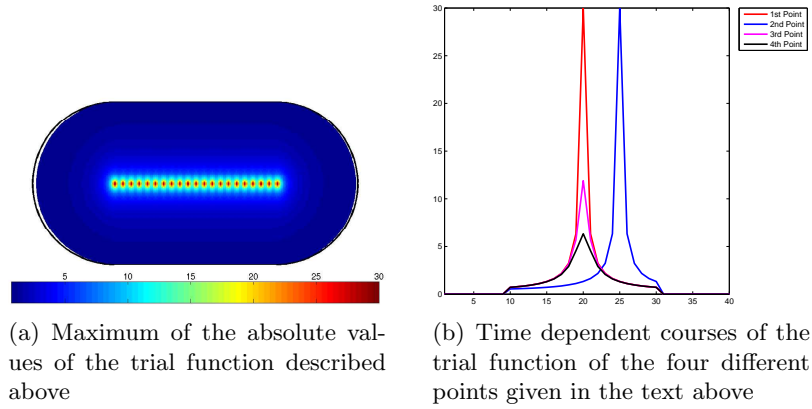 30
25
20
15
10
5
0
0 5 10 15 20 25 30 35 40
1st Point
2nd Point
3rd Point
4th Point
5 10 15 20 25 30
(a) Maximum of the absolute val-
ues of the trial function described
above
(b) Time dependent courses of the
trial function of the four different
points given in the text above